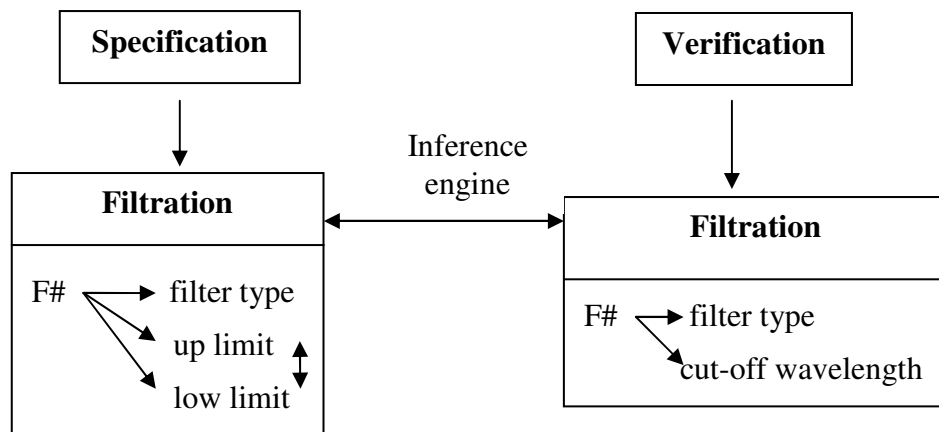 Specification
Verification
Inference
engine
Filtration
F#
filter type
up limit
low limit
Filtration
F#
filter type
cut-off wavelength